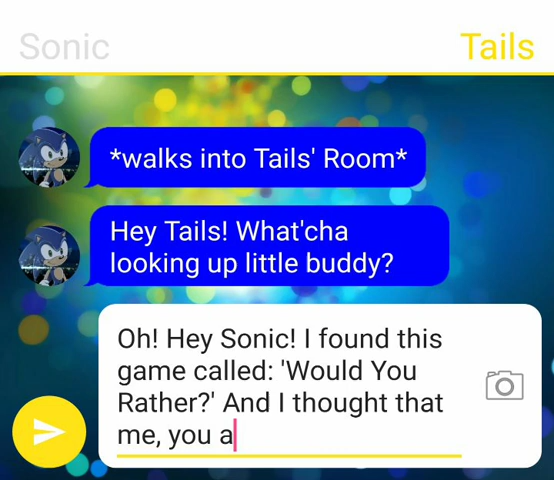 Sonic
Tails
*walks into Tails' Room*
Hey Tails! What'cha
looking up little buddy?
Oh! Hey Sonic! I found this
game called: 'Would You
Rather?' And I thought that
me, you a